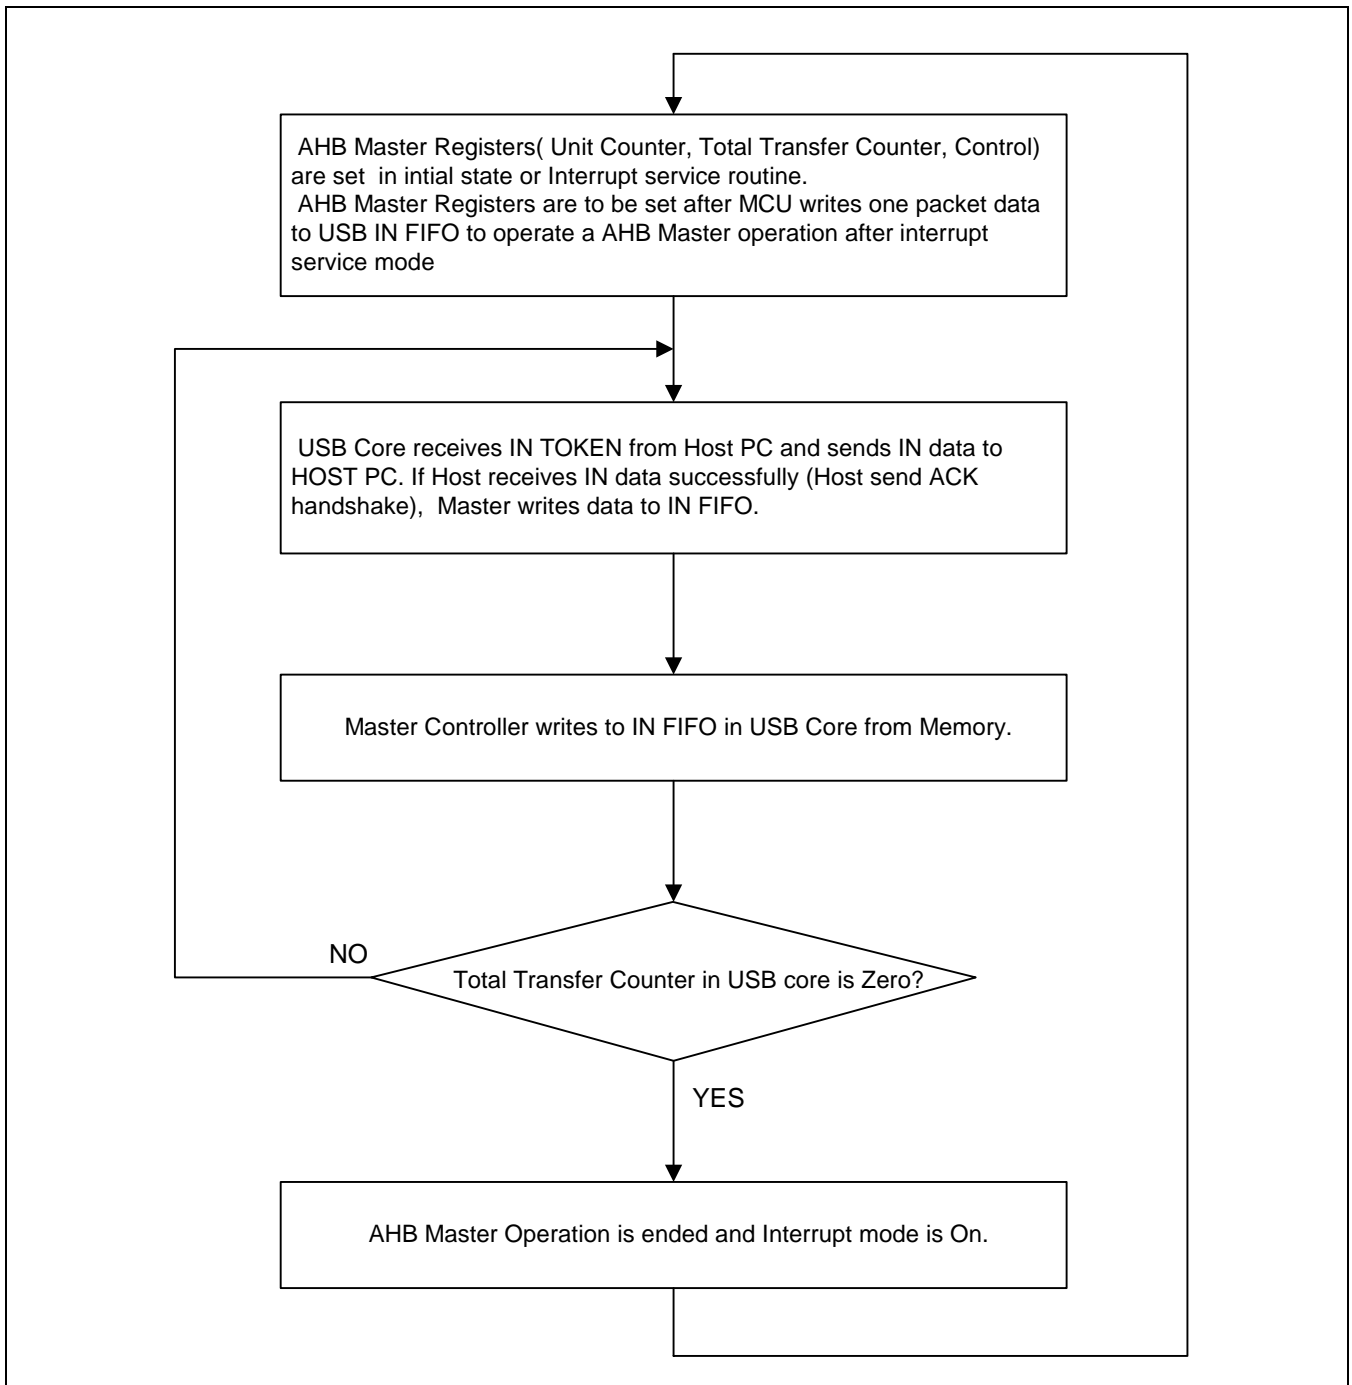 AHB Master Registers( Unit Counter, Total Transfer Counter, Control)
are set in intial state or Interrupt service routine.
AHB Master Registers are to be set after MCU writes one packet data
to USB IN FIFO to operate a AHB Master operation after interrupt
service mode
USB Core receives IN TOKEN from Host PC and sends IN data to
HOST PC. If Host receives IN data successfully (Host send ACK
handshake), Master writes data to IN FIFO.
Master Controller writes to IN FIFO in USB Core from Memory.
NO
Total Transfer Counter in USB core is Zero?
YES
AHB Master Operation is ended and Interrupt mode is On.